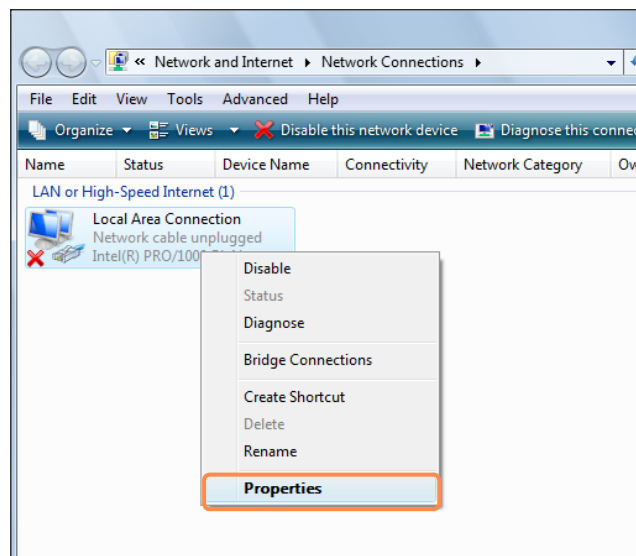 « Network and Internet ▸ Network Connections ▸
File Edit View Tools Advanced Help
Organize Views Disable this network device Diagnose this
Name Status Device Name Connectivity Network Category
LAN or High-Speed Internet (1)
Local Area Connection
Network cable unplugged
Intel(R)
Disable
Status
Diagnose
Bridge Connections
Create Shortcut
Delete
Rename
Properties